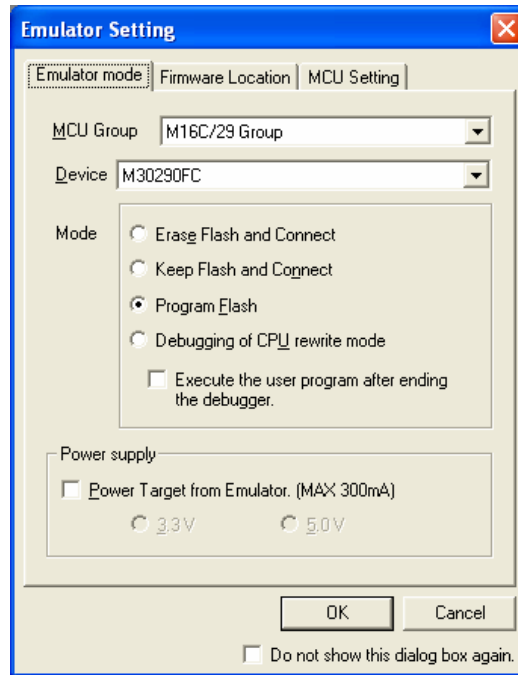 Emulator Setting
Emulator mode Firmware Location MCU Setting
MCU Group M16C/29 Group
Device M30290FC
Mode
Erase Flash and Connect
Keep Flash and Connect
Program Flash
Debugging of CPU rewrite mode
Execute the user program after ending
the debugger.
Power supply
Power Target from Emulator. (MAX 300mA)
3.3 V 5.0 V
OK Cancel
Do not show this dialog box again.